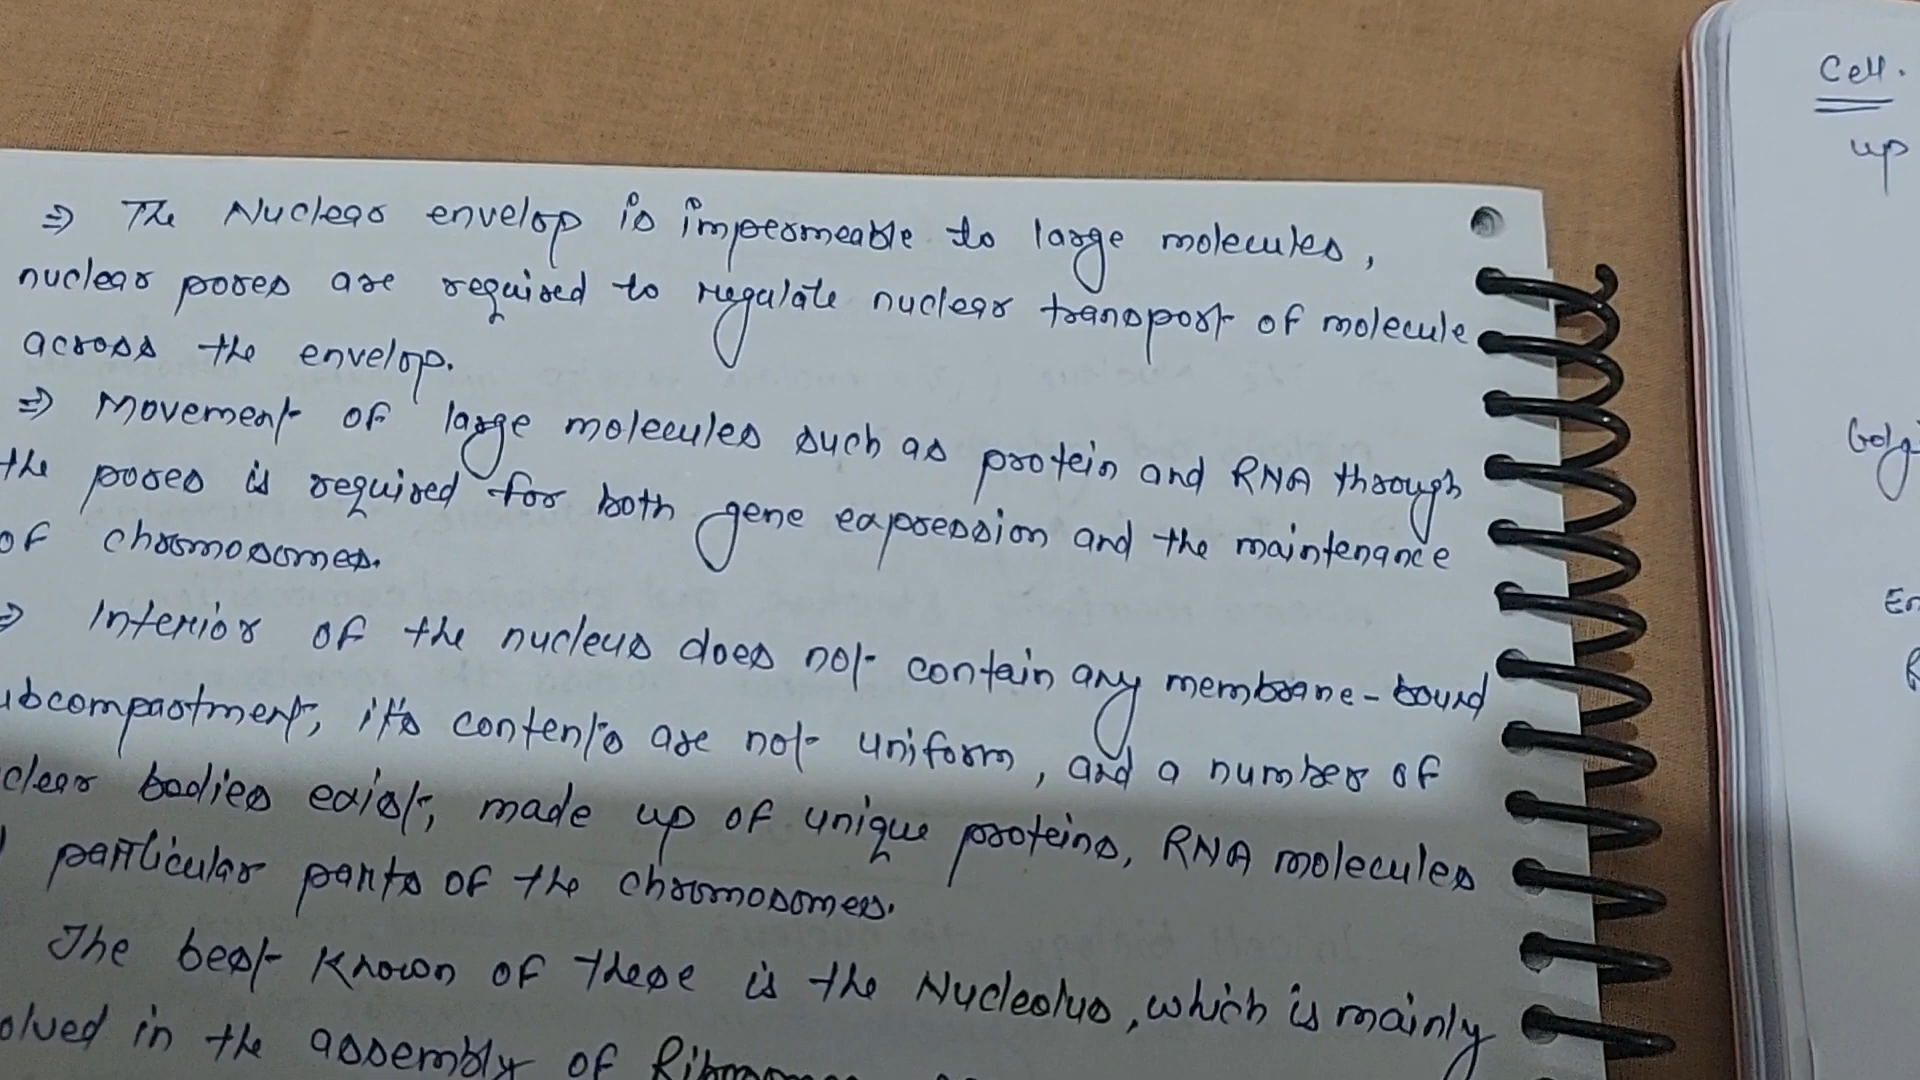 ⇒ The Nuclear envelop is impermeable to large molecules,
nuclear pores are required to regulate nuclear transport of molecule
across the envelop.
⇒ Movement of large molecules such as protein and RNA through
the pores is required for both gene expression and the maintenance
of chromosomes.
⇒ Interior of the nucleus does not contain any membrane-bound
ubcompartment, it's contents are not uniform, and a number of
clear bodies exist, made up of unique proteins, RNA molecules
particular parts of the chromosomes.
The best known of these is the Nucleolus, which is mainly
olved in the assembly of
Cell.
up
Golgi
En